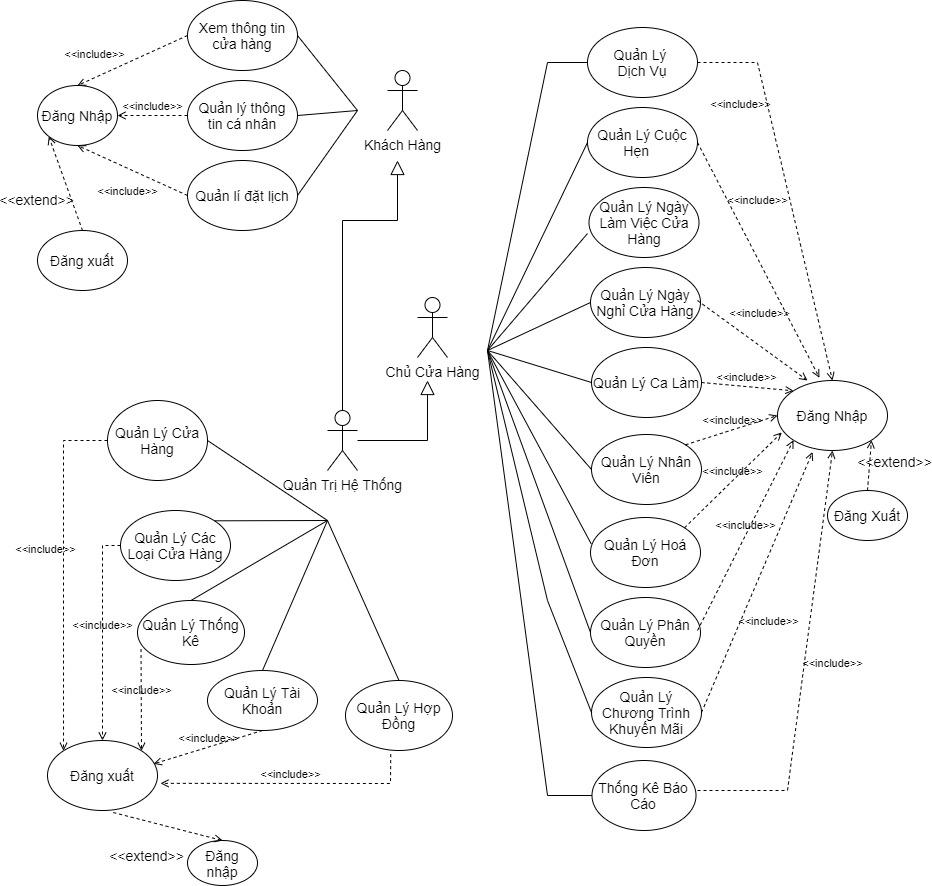 Xem thông tin
cửa hàng
<<include>>
Đăng Nhập
<<include>>
Quản lý thông
tin cá nhân
<<include>>
Quản lí đặt lịch
<<extend>>
Đăng xuất
Khách Hàng
Chủ Cửa Hàng
Quản Trị Hệ Thống
Quản Lý
Dịch Vụ
<<include>>
Quản Lý Cuộc
Hẹn
<<include>>
Quản Lý Ngày
Làm Việc Cửa
Hàng
Quản Lý Ngày
Nghỉ Cửa Hàng
<<include>>
Quản Lý Ca Làm
<<include>>
Đăng Nhập
<<include>>
Quản Lý Nhân
Viên
<<include>>
<<extend>>
Đăng Xuất
<<include>>
Quản Lý Hoá
Đơn
Quản Lý Phân
Quyền
<<include>>
<<include>>
Quản Lý
Chương Trình
Khuyến Mãi
Thống Kê Báo
Cáo
Quản Lý Cửa
Hàng
<<include>>
Quản Lý Các
Loại Cửa Hàng
<<include>>
Quản Lý Thống
Kê
<<include>>
Quản Lý Tài
Khoản
<<include>>
Quản Lý Hợp
Đồng
<<include>>
Đăng xuất
<<extend>>
Đăng
nhập